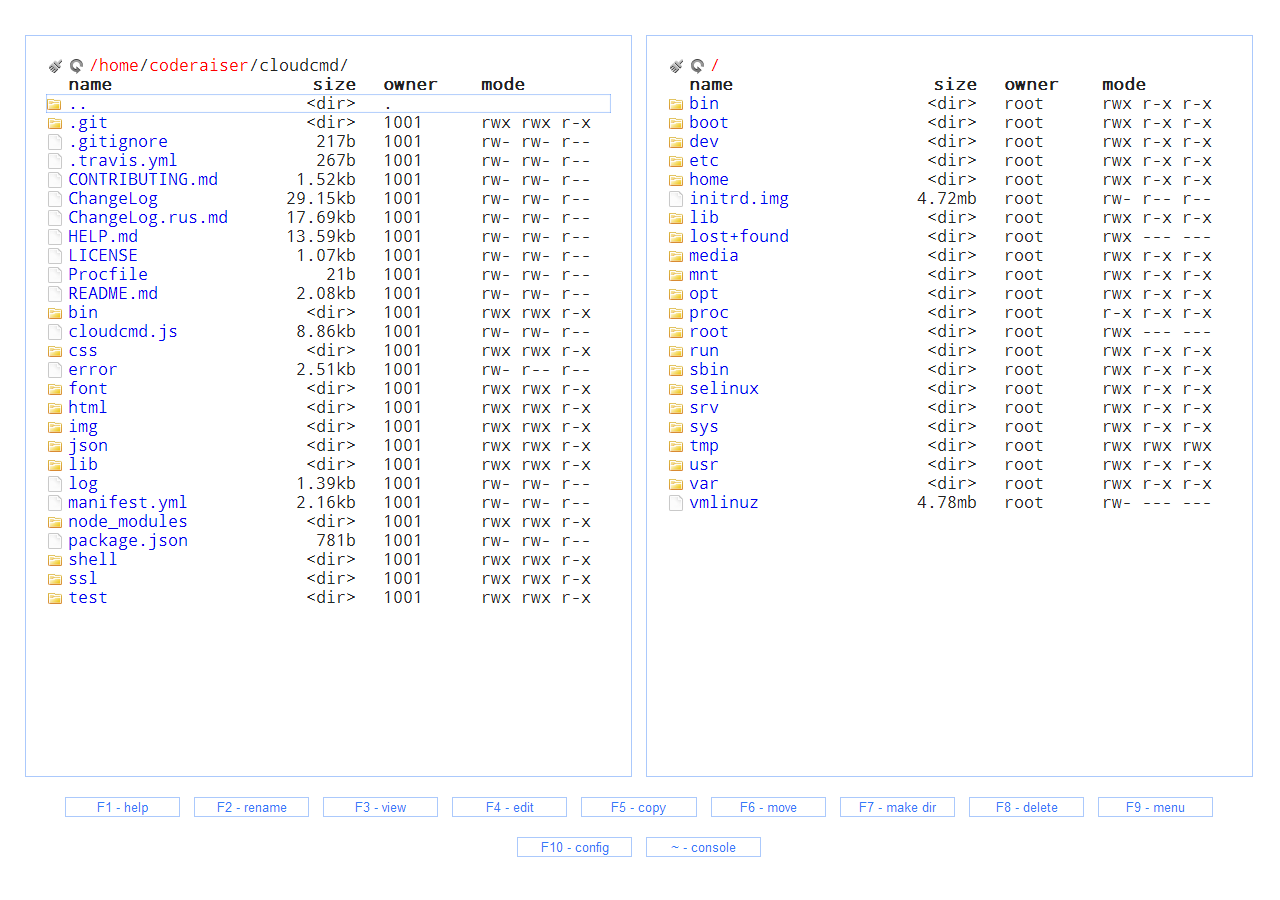 /home/coderaiser/cloudcmd/
name size owner mode
.. <dir> .
.git <dir> 1001 rwx rwx r-x
.gitignore 217b 1001 rw- rw- r--
.travis.yml 267b 1001 rw- rw- r--
CONTRIBUTING.md 1.52kb 1001 rw- rw- r--
ChangeLog 29.15kb 1001 rw- rw- r--
ChangeLog.rus.md 17.69kb 1001 rw- rw- r--
HELP.md 13.59kb 1001 rw- rw- r--
LICENSE 1.07kb 1001 rw- rw- r--
Procfile 21b 1001 rw- rw- r--
README.md 2.08kb 1001 rw- rw- r--
bin <dir> 1001 rwx rwx r-x
cloudcmd.js 8.86kb 1001 rw- rw- r--
css <dir> 1001 rwx rwx r-x
error 2.51kb 1001 rw- r-- r--
font <dir> 1001 rwx rwx r-x
html <dir> 1001 rwx rwx r-x
img <dir> 1001 rwx rwx r-x
json <dir> 1001 rwx rwx r-x
lib <dir> 1001 rwx rwx r-x
log 1.39kb 1001 rw- rw- r--
manifest.yml 2.16kb 1001 rw- rw- r--
node_modules <dir> 1001 rwx rwx r-x
package.json 781b 1001 rw- rw- r--
shell <dir> 1001 rwx rwx r-x
ssl <dir> 1001 rwx rwx r-x
test <dir> 1001 rwx rwx r-x
/
name size owner mode
bin <dir> root rwx r-x r-x
boot <dir> root rwx r-x r-x
dev <dir> root rwx r-x r-x
etc <dir> root rwx r-x r-x
home <dir> root rwx r-x r-x
initrd.img 4.72mb root rw- r-- r--
lib <dir> root rwx r-x r-x
lost+found <dir> root rwx --- ---
media <dir> root rwx r-x r-x
mnt <dir> root rwx r-x r-x
opt <dir> root rwx r-x r-x
proc <dir> root r-x r-x r-x
root <dir> root rwx --- ---
run <dir> root rwx r-x r-x
sbin <dir> root rwx r-x r-x
selinux <dir> root rwx r-x r-x
srv <dir> root rwx r-x r-x
sys <dir> root rwx r-x r-x
tmp <dir> root rwx rwx rwx
usr <dir> root rwx r-x r-x
var <dir> root rwx r-x r-x
vmlinuz 4.78mb root rw- --- ---
F1 - help F2 - rename F3 - view F4 - edit F5 - copy F6 - move F7 - make dir F8 - delete F9 - menu
F10 - config ~ - console